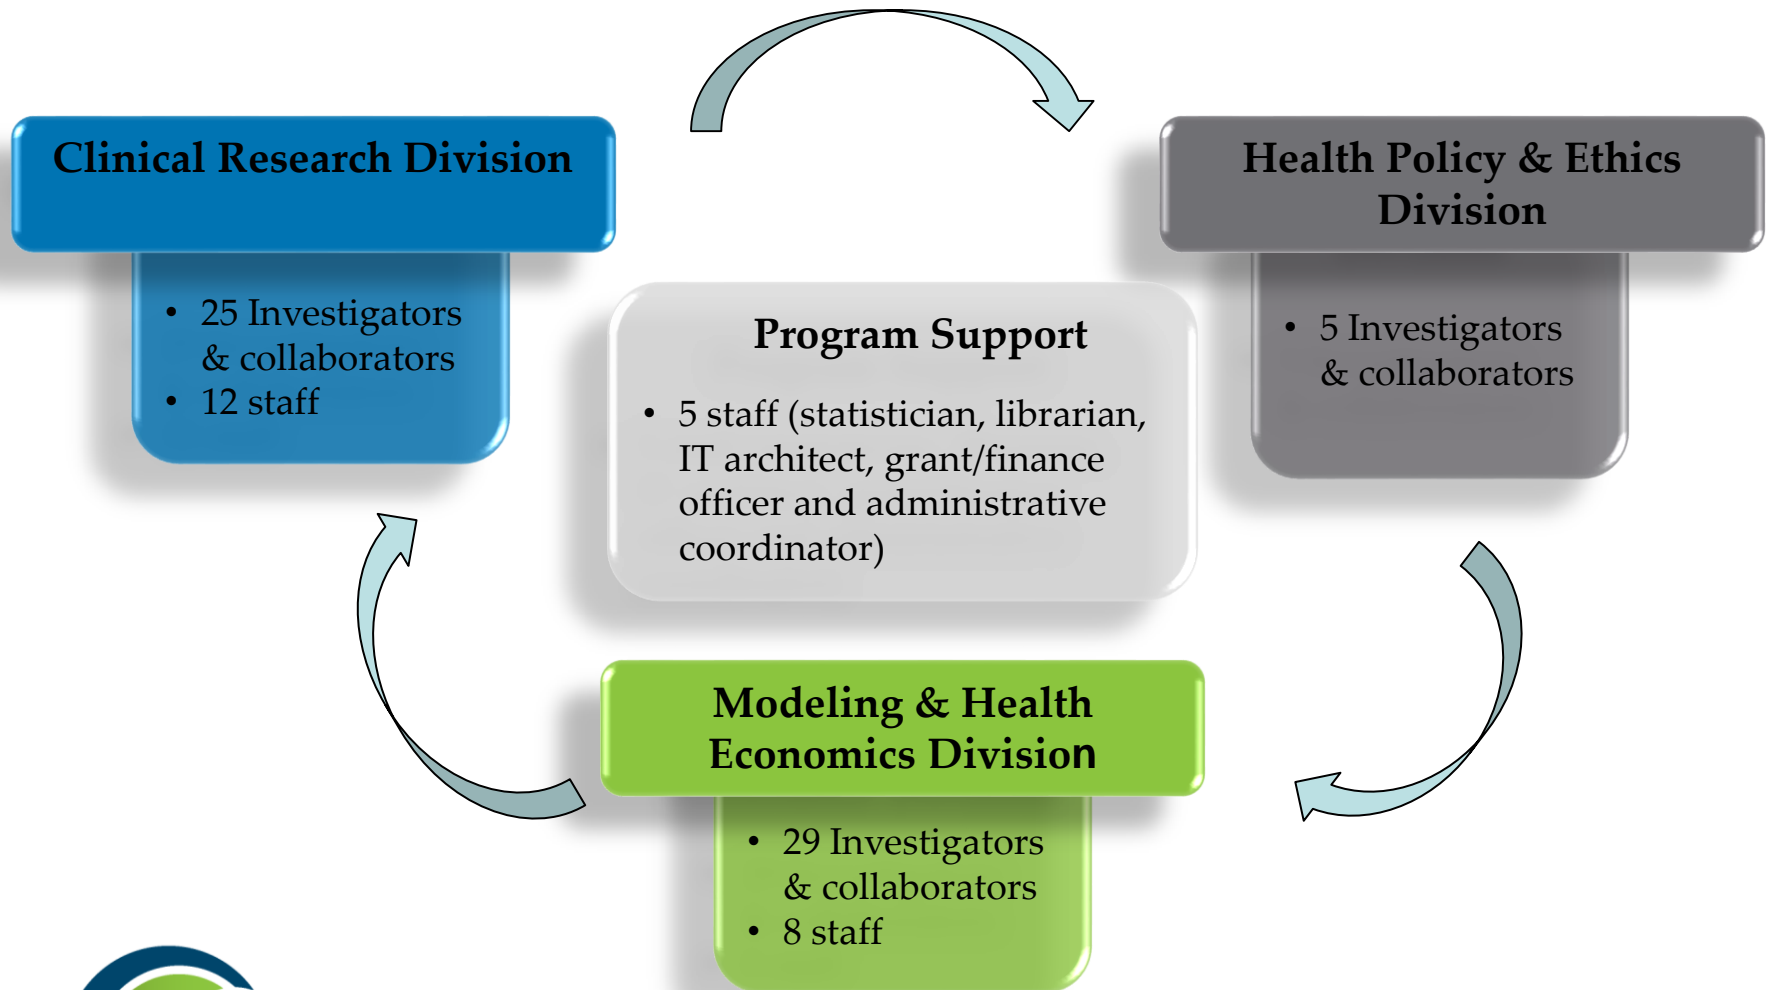 Clinical Research Division
• 25 Investigators
& collaborators
• 12 staff
Health Policy & Ethics
Division
• 5 Investigators
& collaborators
Program Support
• 5 staff (statistician, librarian,
IT architect, grant/finance
officer and administrative
coordinator)
Modeling & Health
Economics Division
• 29 Investigators
& collaborators
• 8 staff